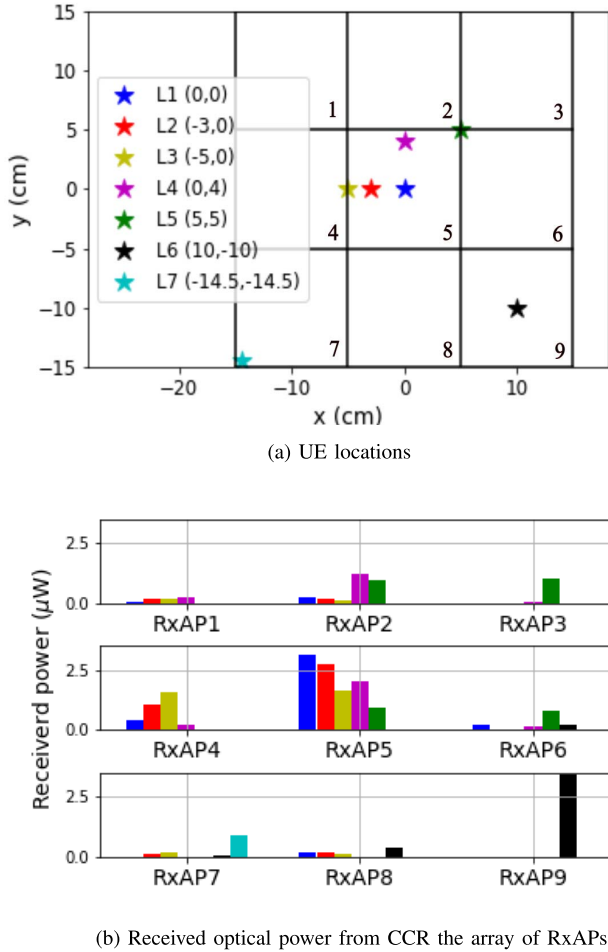 15
10
5
0
−5
−10
−15
y (cm)
L1 (0,0)
L2 (-3,0)
L3 (-5,0)
L4 (0,4)
L5 (5,5)
L6 (10,-10)
L7 (-14.5,-14.5)
1 2 3
4 5 6
7 8 9
−20 −10 0 10
x (cm)
(a) UE locations
Receiverd power (μW)
2.5
0.0
RxAP1 RxAP2 RxAP3
2.5
0.0
RxAP4 RxAP5 RxAP6
2.5
0.0
RxAP7 RxAP8 RxAP9
(b) Received optical power from CCR the array of RxAPs